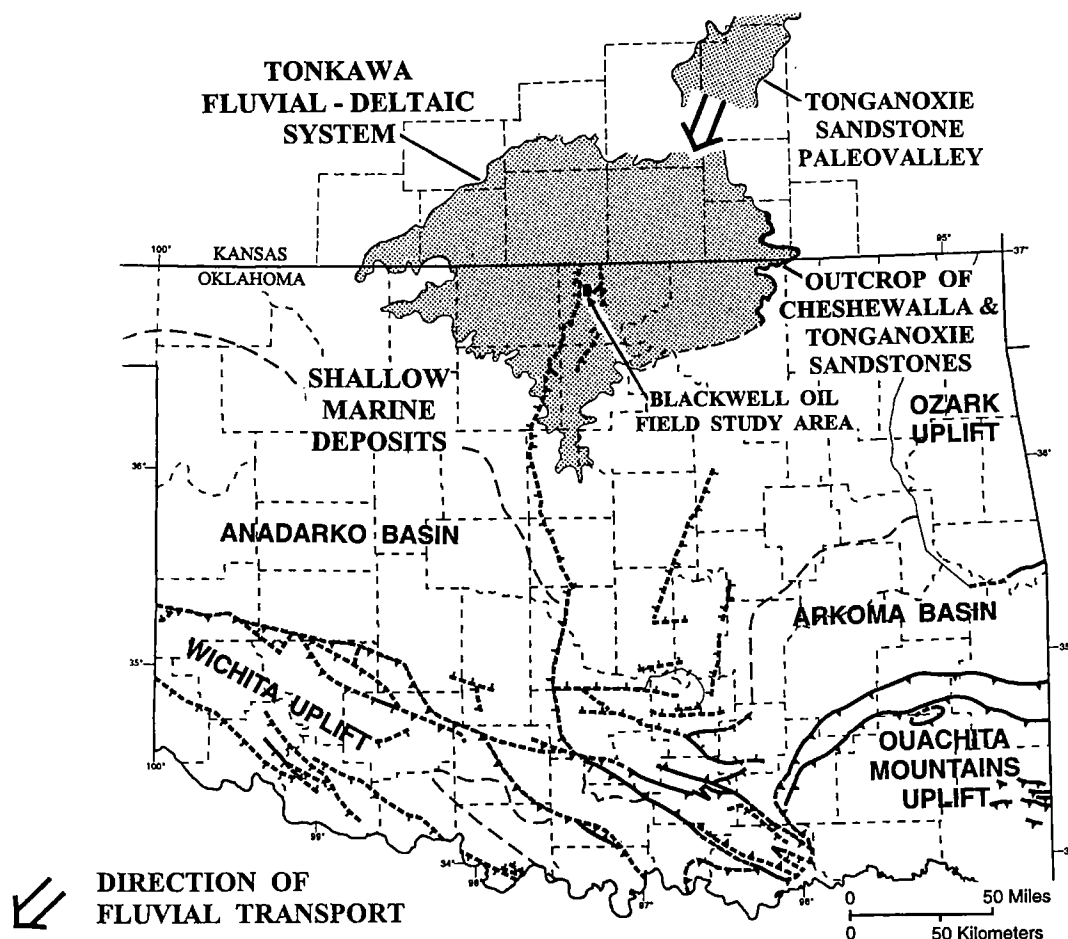 TONKAWA
FLUVIAL - DELTAIC
SYSTEM
TONGANOXIE
SANDSTONE
PALEOVALLEY
100°
KANSAS
OKLAHOMA
95°
37°
OUTCROP OF
CHESHEWALLA &
TONGANOXIE
SANDSTONES
SHALLOW
MARINE
DEPOSITS
BLACKWELL OIL
FIELD STUDY AREA
OZARK
UPLIFT
36°
36°
ANADARKO BASIN
ARKOMA BASIN
35°
35
WICHITA UPLIFT
OUACHITA
MOUNTAINS
UPLIFT
100°
99°
34°
97°
96°
DIRECTION OF
FLUVIAL TRANSPORT
0 50 Miles
0 50 Kilometers